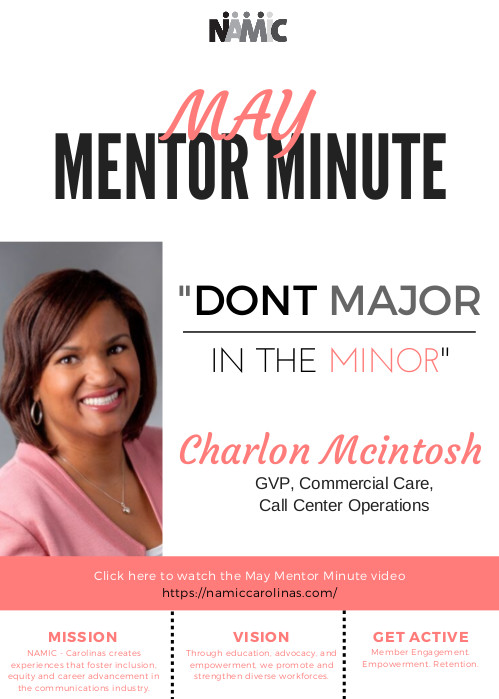 NAMIC
MAY
MENTOR MINUTE
"DONT MAJOR
IN THE MINOR"
Charlon Mcintosh
GVP, Commercial Care,
Call Center Operations
Click here to watch the May Mentor Minute video
https://namiccarolinas.com/
MISSION
NAMIC - Carolinas creates
experiences that foster inclusion,
equity and career advancement in
the communications industry.
VISION
Through education, advocacy, and
empowerment, we promote and
strengthen diverse workforces.
GET ACTIVE
Member Engagement.
Empowerment. Retention.